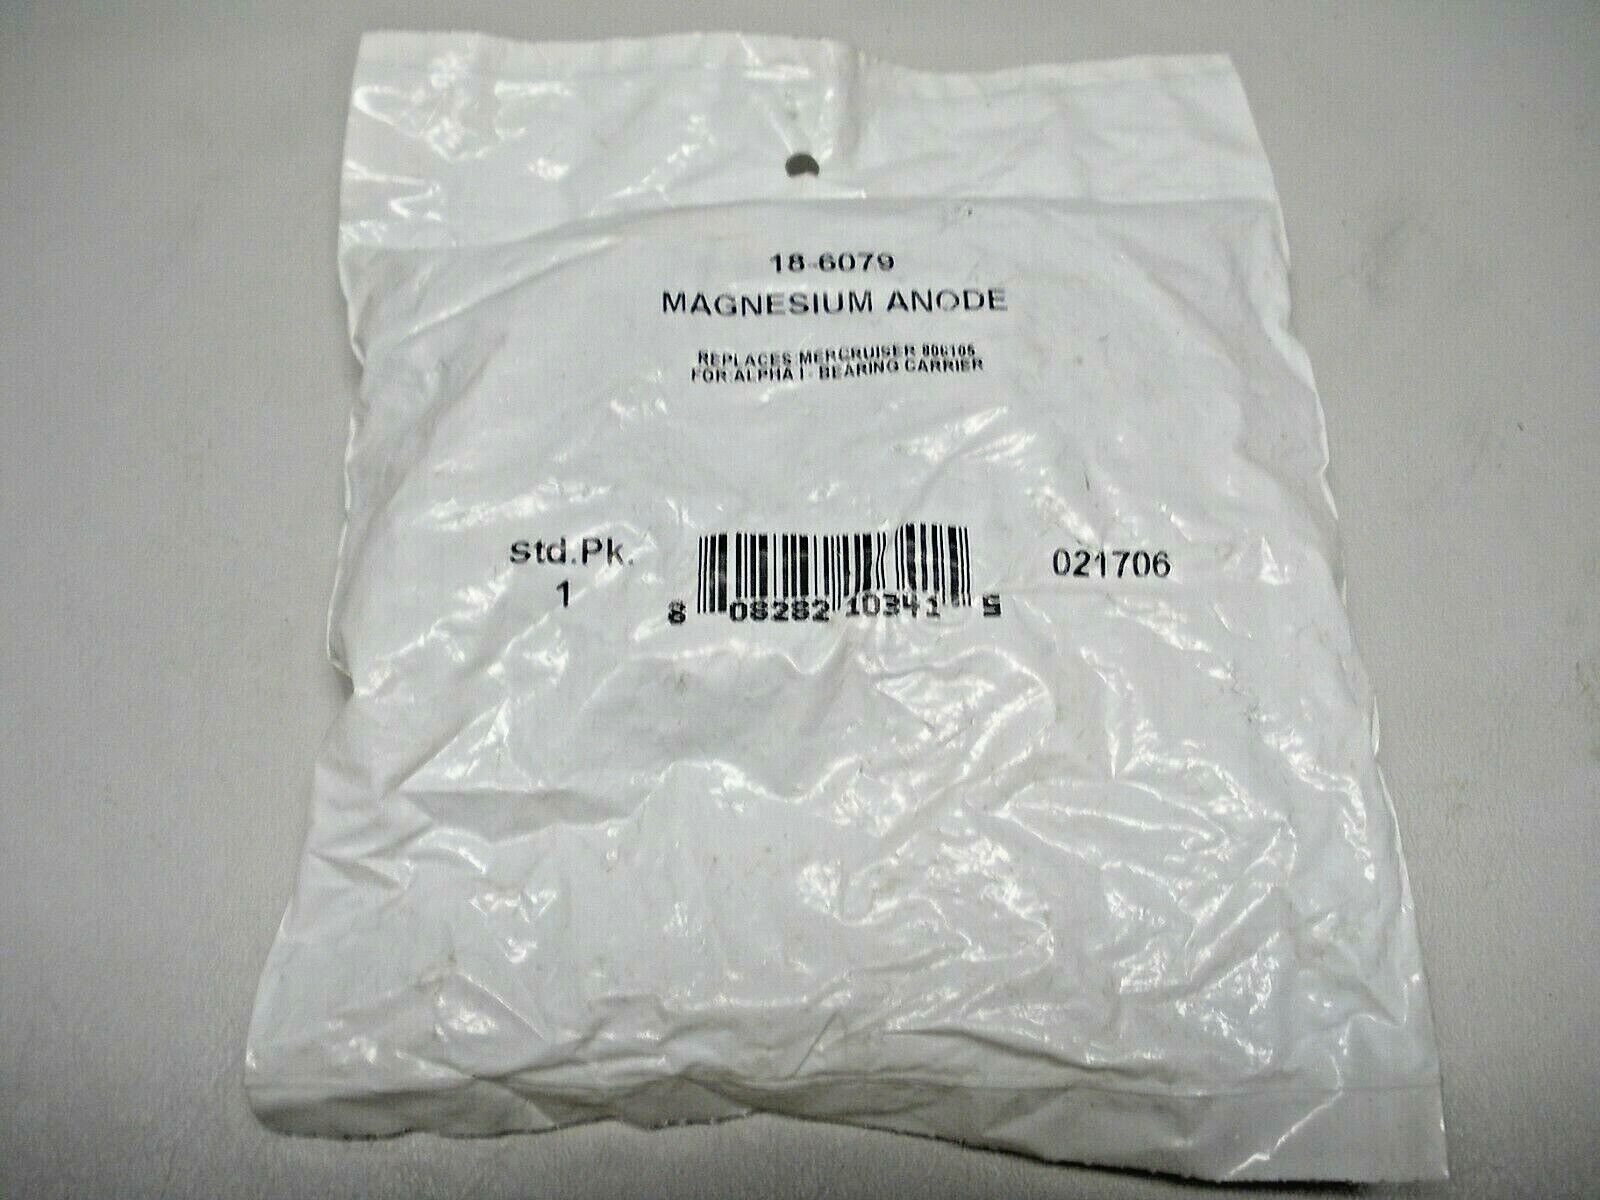 18-6079
MAGNESIUM ANODE
REPLACES MERCRUISER 806105
FOR ALPHA I - BEARING CARRIER
Std.Pk.
1
8 08282 10341 5
021706